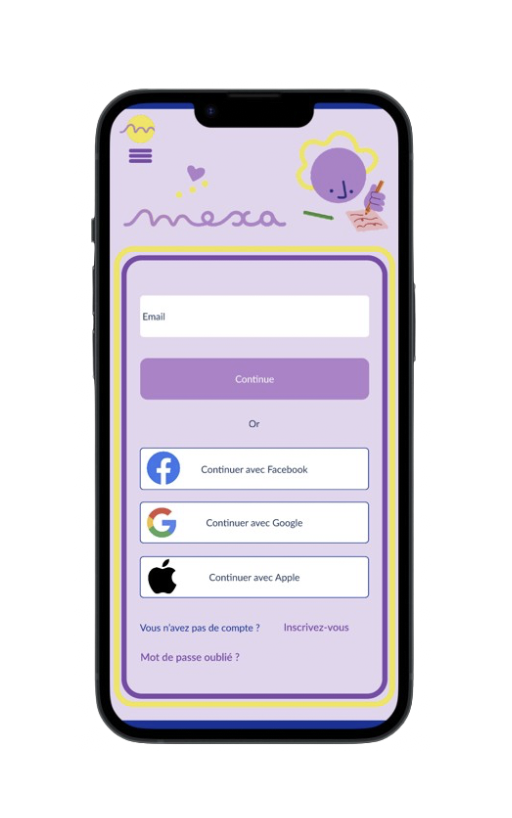 mexa
Email
Continue
Or
Continuer avec Facebook
Continuer avec Google
Continuer avec Apple
Vous n'avez pas de compte ? Inscrivez-vous
Mot de passe oublié ?